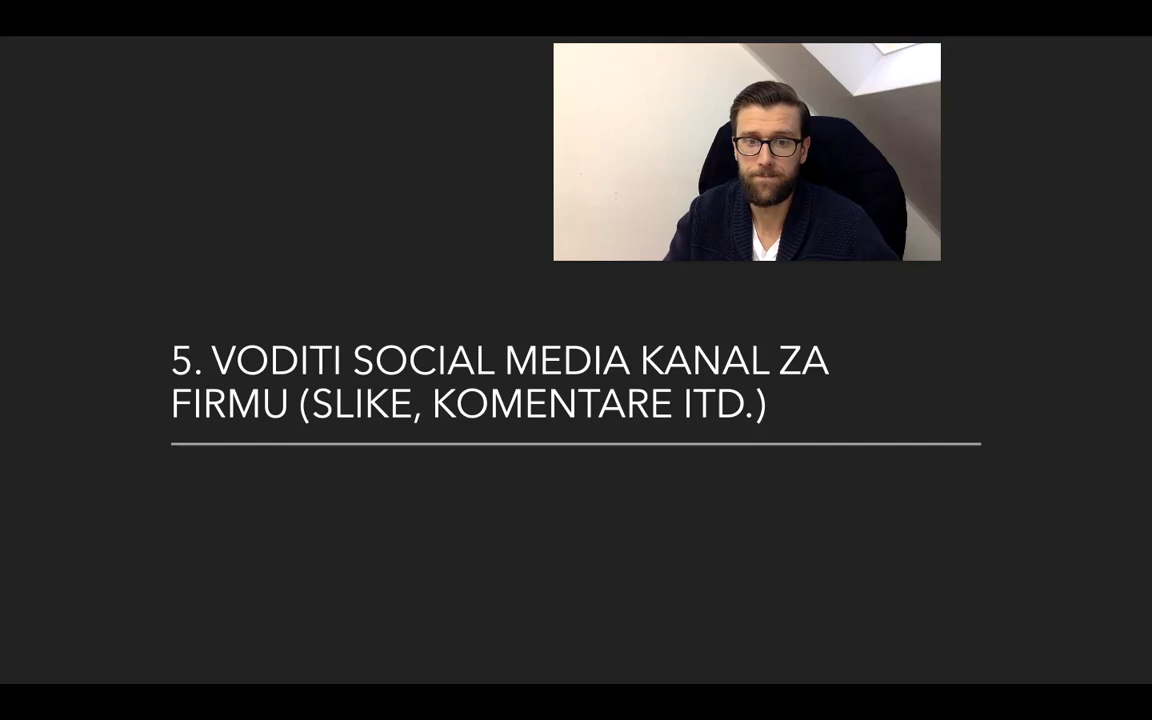 5. VODITI SOCIAL MEDIA KANAL ZA
FIRMU (SLIKE, KOMENTARE ITD.)